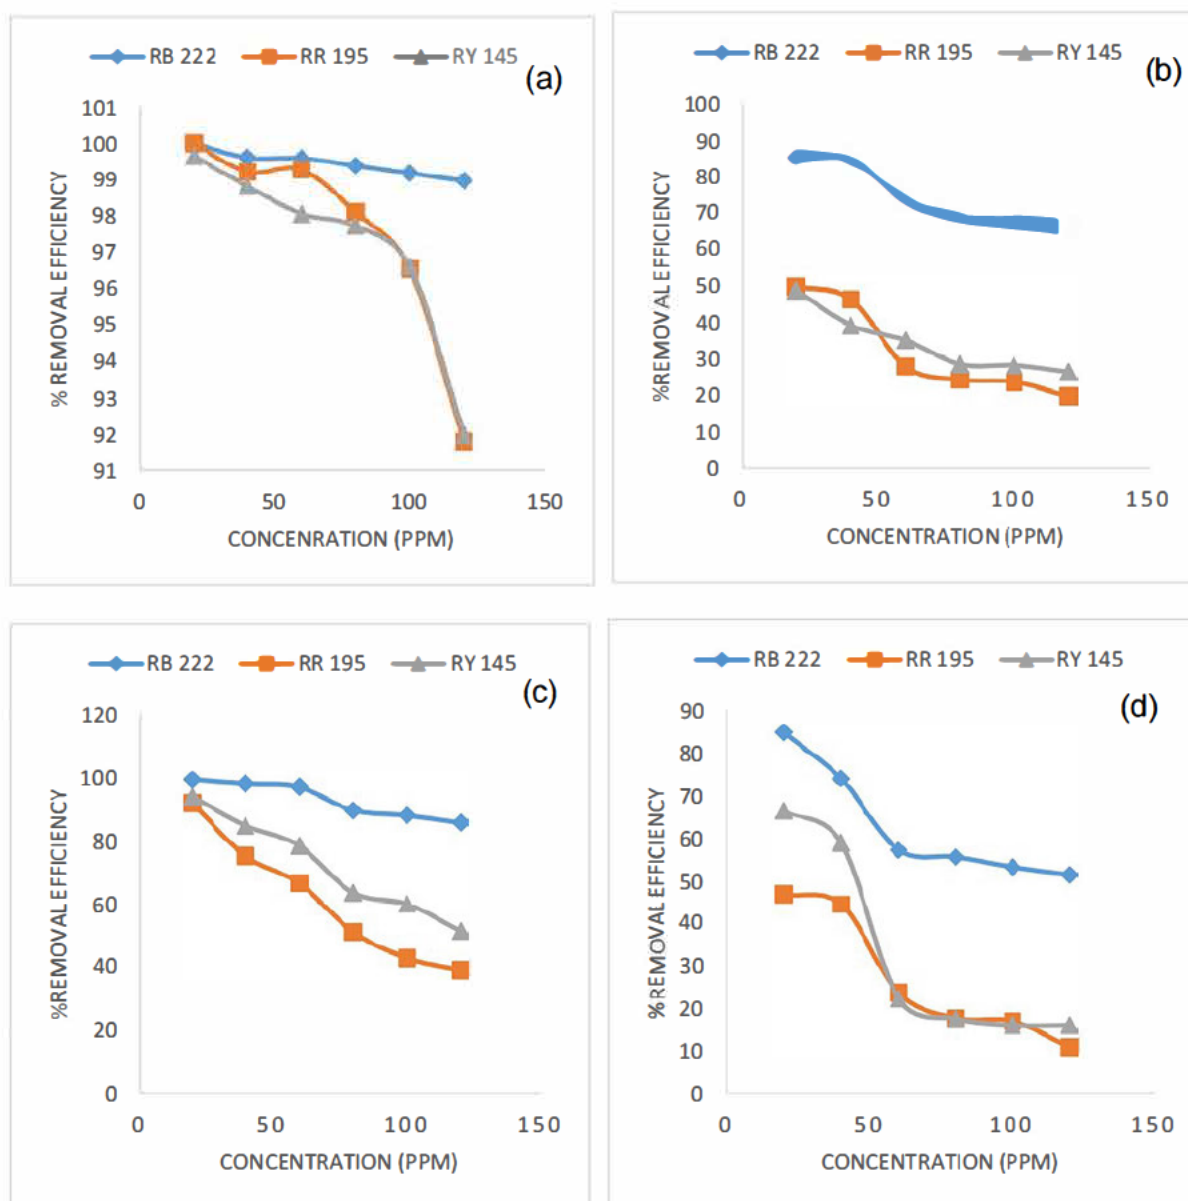 RB 222 RR 195 RY 145
(a)
101
100
99
98
97
96
95
94
93
92
91
% REMOVAL EFFICIENCY
0 50 100 150
CONCENRATION (PPM)
RB 222 RR 195 RY 145
(b)
100
90
80
70
60
50
40
30
20
10
0
%REMOVAL EFFICIENCY
0 50 100 150
CONCENTRATION (PPM)
RB 222 RR 195 RY 145
(c)
120
100
80
60
40
20
0
%REMOVAL EFFICIENCY
0 50 100 150
CONCENTRATION (PPM)
RB 222 RR 195 RY 145
(d)
90
80
70
60
50
40
30
20
10
0
%REMOVAL EFFICIENCY
0 50 100 150
CONCENTRATION (PPM)